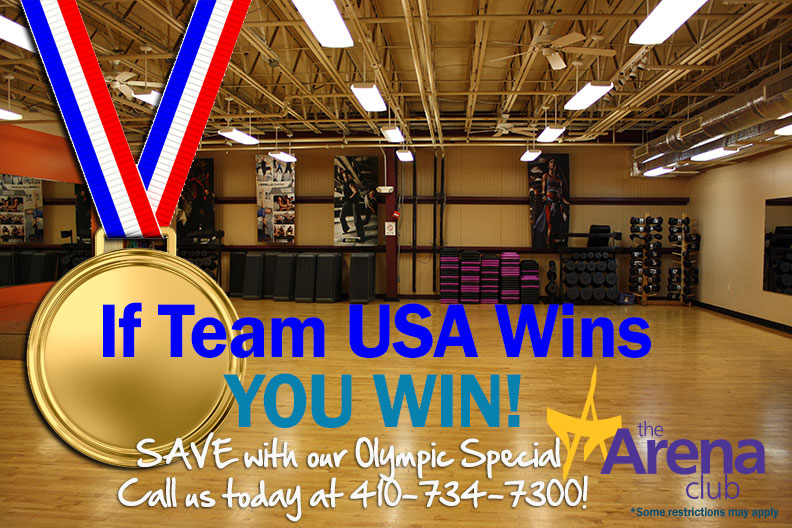 If Team USA Wins
YOU WIN!
SAVE with our Olympic Special
Call us today at 410-734-7300!
the
Arena
club
*Some restrictions may apply